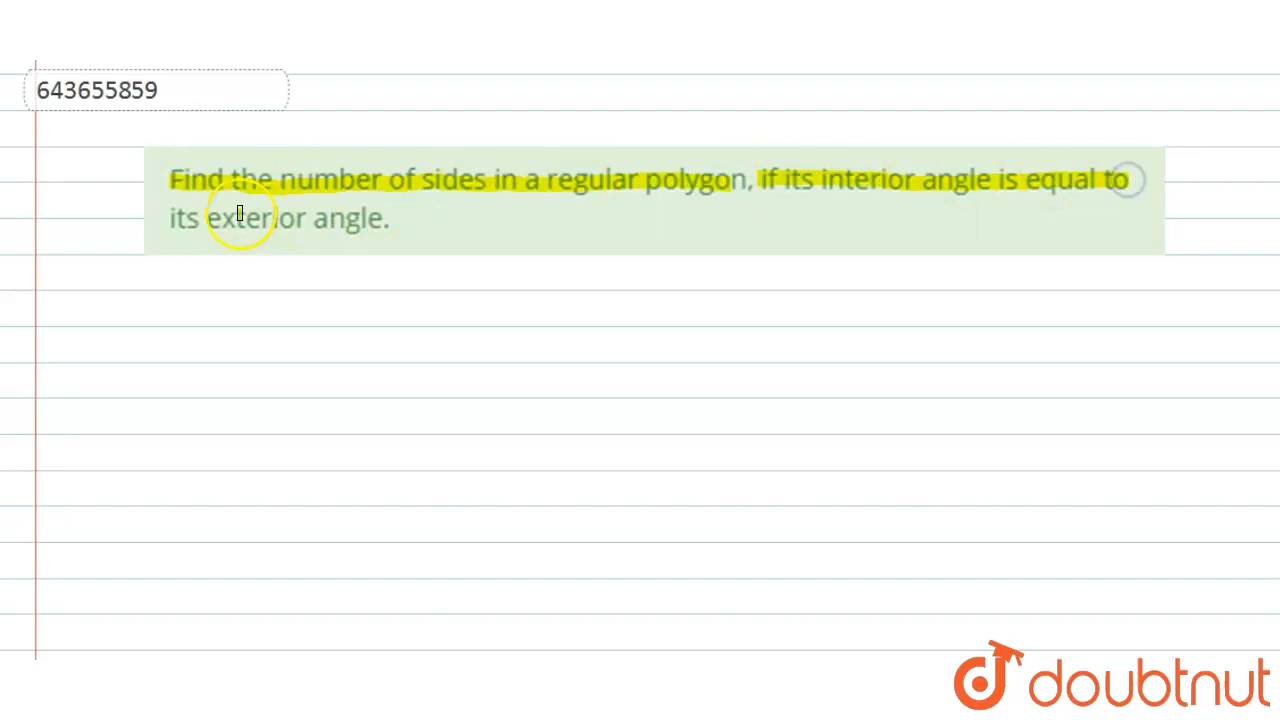 643655859
Find the number of sides in a regular polygon, if its interior angle is equal to
its exterior angle.
doubtnut